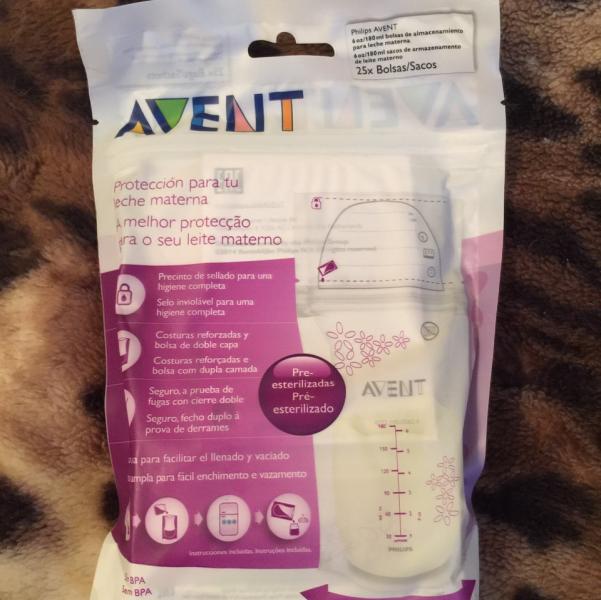 Philips AVENT
6 oz/180ml bolsas de almacenamiento
para leche materna
6 oz/180ml sacos de armazenamento
de leite materno
25x Bolsas/Sacos
AVENT
Protección para tu
leche materna
A melhor protecção
para o seu leite materno
Precinto de sellado para una
higiene completa
Selo inviolável para uma
higiene completa
Costuras reforzadas y
bolsa de doble capa
Costuras reforçadas e
bolsa com dupla camada
Seguro, a prueba de
fugas con cierre doble
Seguro, fecho duplo à
prova de derrames
Pre-
esterilizadas
Pré-
esterilizado
AVENT
para facilitar el llenado y vaciado
ampla para fácil enchimento e vazamento
Instrucciones incluidas. Instruções incluídas.
180
150
120
90
60
30
PHILIPS
BPA
Sem BPA